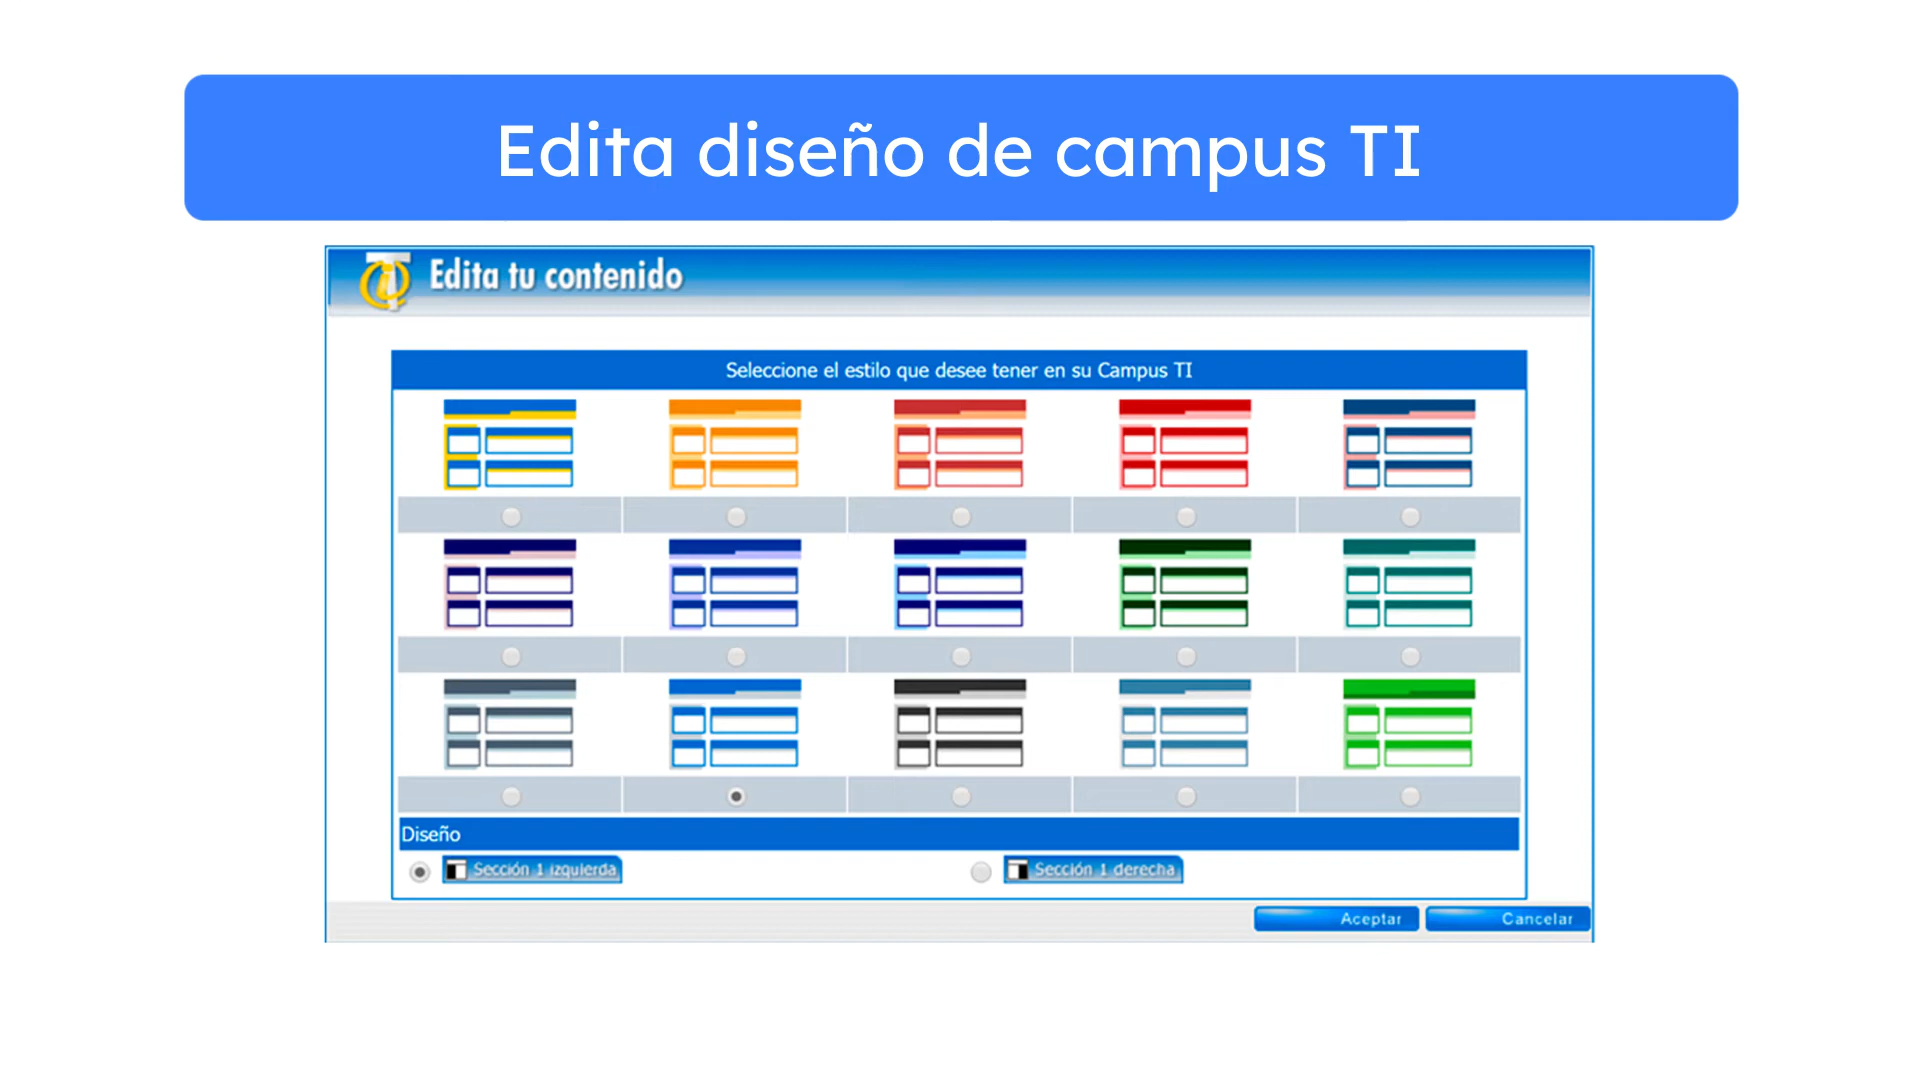 Edita diseño de campus TI
Edita tu contenido
Seleccione el estilo que desee tener en su Campus TI
Diseño
Sección 1 izquierda
Sección 1 derecha
Aceptar
Cancelar